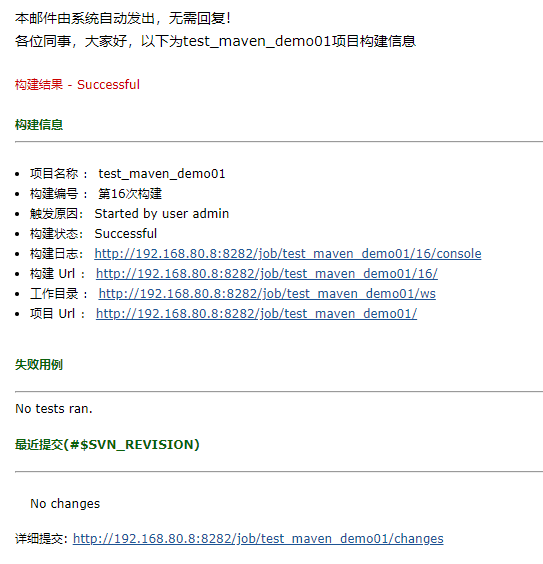 本邮件由系统自动发出，无需回复！
各位同事，大家好，以下为test_maven_demo01项目构建信息
构建结果 - Successful
构建信息
项目名称 ： test_maven_demo01
构建编号 ： 第16次构建
触发原因： Started by user admin
构建状态： Successful
构建日志： http://192.168.80.8:8282/job/test_maven_demo01/16/console
构建 Url ： http://192.168.80.8:8282/job/test_maven_demo01/16/
工作目录 ： http://192.168.80.8:8282/job/test_maven_demo01/ws
项目 Url ： http://192.168.80.8:8282/job/test_maven_demo01/
失败用例
No tests ran.
最近提交(#$SVN_REVISION)
No changes
详细提交: http://192.168.80.8:8282/job/test_maven_demo01/changes